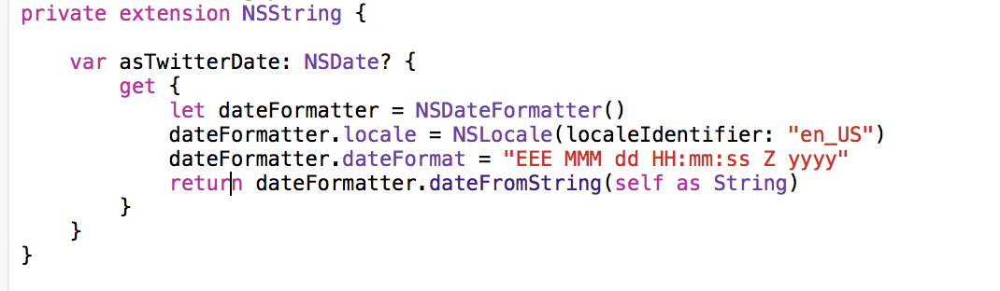 private extension NSString {
var asTwitterDate: NSDate? {
get {
let dateFormatter = NSDateFormatter()
dateFormatter.locale = NSLocale(localeIdentifier: "en_US")
dateFormatter.dateFormat = "EEE MMM dd HH:mm:ss Z yyyy"
return dateFormatter.dateFromString(self as String)
}
}
}